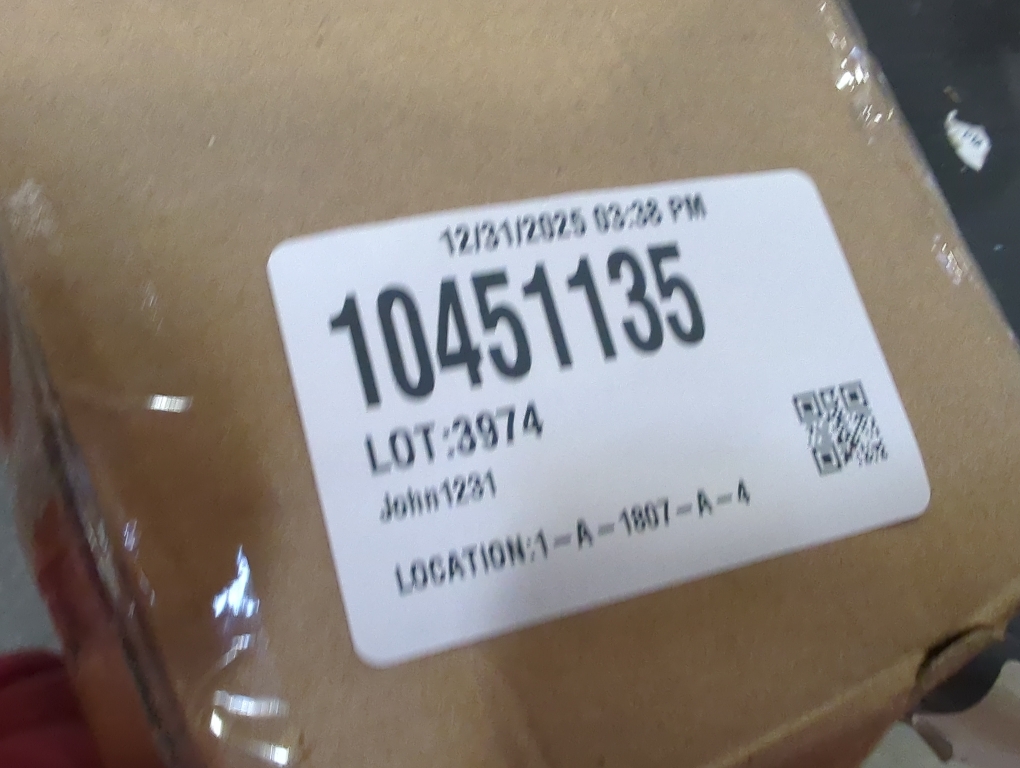 12/31/2025 03:38 PM
10451135
LOT:3974
John1231
LOCATION:1-A-1807-A-4